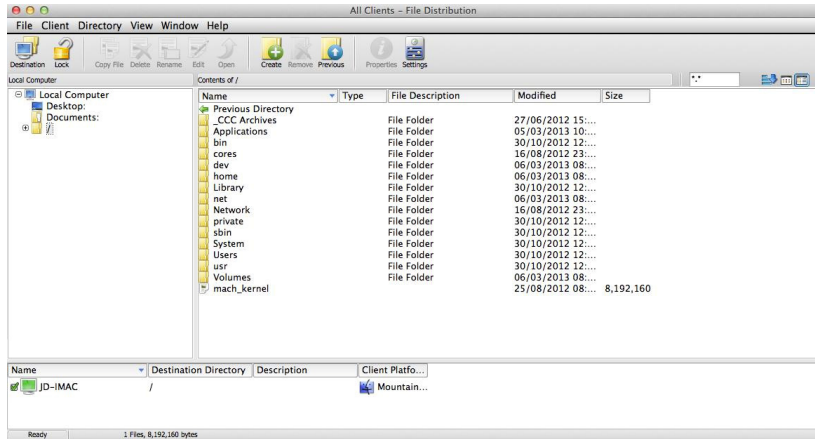 All Clients – File Distribution
File Client Directory View Window Help
Destination Lock Copy File Delete Rename Edit Open Create Remove Previous Properties Settings
Local Computer Contents of / *.*
Local Computer
Desktop:
Documents:
/
Name Type File Description Modified Size
Previous Directory
_CCC Archives File Folder 27/06/2012 15:...
Applications File Folder 05/03/2013 10:...
bin File Folder 30/10/2012 12:...
cores File Folder 16/08/2012 23:...
dev File Folder 06/03/2013 08:...
home File Folder 06/03/2013 08:...
Library File Folder 30/10/2012 12:...
net File Folder 06/03/2013 08:...
Network File Folder 16/08/2012 23:...
private File Folder 30/10/2012 12:...
sbin File Folder 30/10/2012 12:...
System File Folder 30/10/2012 12:...
Users File Folder 30/10/2012 12:...
usr File Folder 30/10/2012 12:...
Volumes File Folder 06/03/2013 08:...
mach_kernel 25/08/2012 08:... 8,192,160
Name Destination Directory Description Client Platfo...
JD-IMAC / Mountain...
Ready 1 Files, 8,192,160 bytes